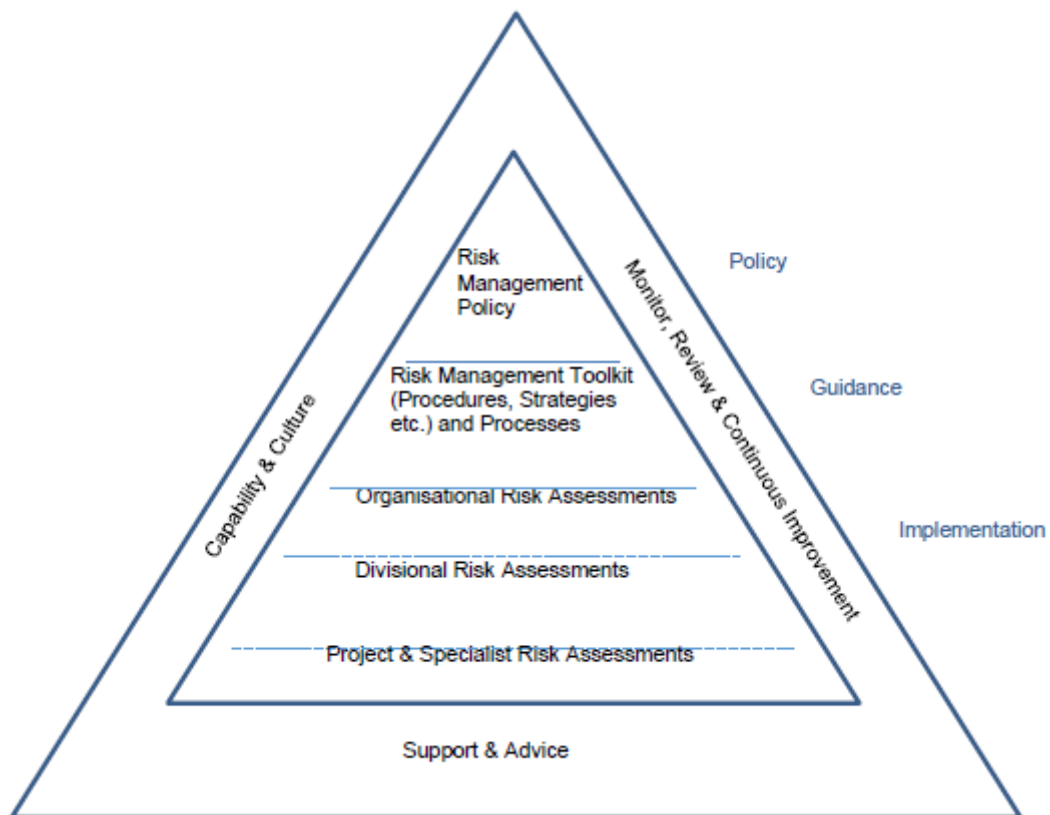 Risk
Management
Policy
Policy
Risk Management Toolkit
(Procedures, Strategies
etc.) and Processes
Guidance
Organisational Risk Assessments
Implementation
Divisional Risk Assessments
Project & Specialist Risk Assessments
Capability & Culture
Monitor, Review & Continuous Improvement
Support & Advice